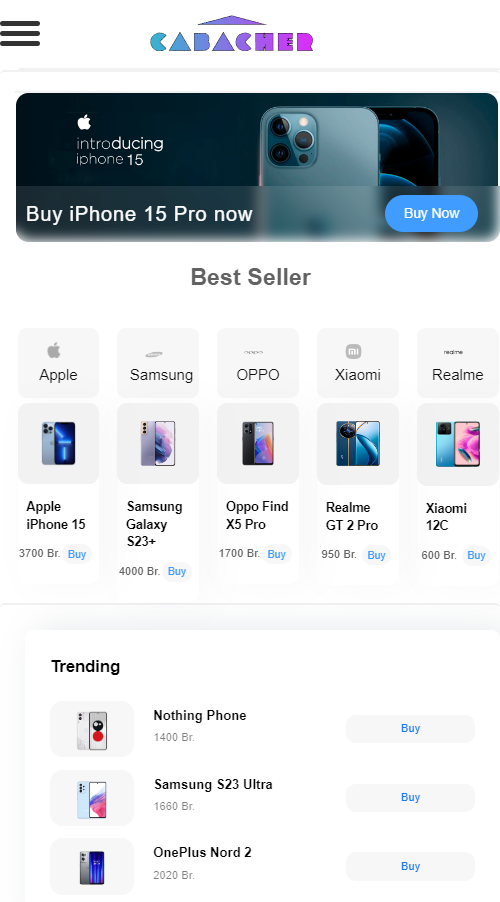 CABACHER
introducing
iphone 15
Buy iPhone 15 Pro now
Buy Now
Best Seller
Apple
Samsung
OPPO
Xiaomi
Realme
oppo
mi
realme
Apple
iPhone 15
3700 Br. Buy
Samsung
Galaxy
S23+
4000 Br. Buy
Oppo Find
X5 Pro
1700 Br. Buy
Realme
GT 2 Pro
950 Br. Buy
Xiaomi
12C
600 Br. Buy
Trending
Nothing Phone
1400 Br.
Buy
Samsung S23 Ultra
1660 Br.
Buy
OnePlus Nord 2
2020 Br.
Buy